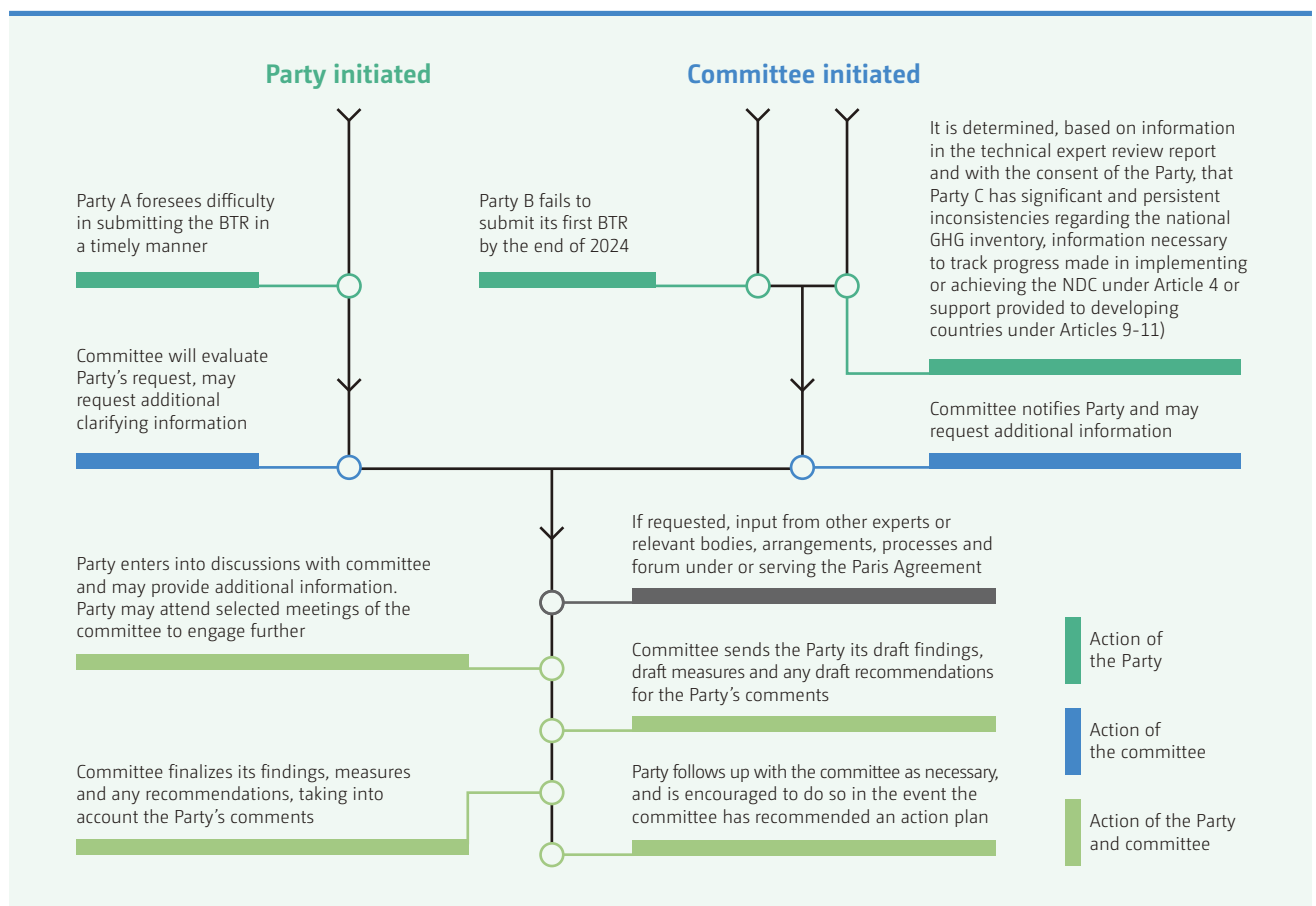 Party initiated
Committee initiated
Party A foresees difficulty
in submitting the BTR in
a timely manner
Party B fails to
submit its first BTR
by the end of 2024
It is determined, based on information
in the technical expert review report
and with the consent of the Party, that
Party C has significant and persistent
inconsistencies regarding the national
GHG inventory, information necessary
to track progress made in implementing
or achieving the NDC under Article 4 or
support provided to developing
countries under Articles 9-11)
Committee will evaluate
Party's request, may
request additional
clarifying information
Committee notifies Party and may
request additional information
If requested, input from other experts or
relevant bodies, arrangements, processes and
forum under or serving the Paris Agreement
Party enters into discussions with committee
and may provide additional information.
Party may attend selected meetings of the
committee to engage further
Committee sends the Party its draft findings,
draft measures and any draft recommendations
for the Party's comments
Committee finalizes its findings, measures
and any recommendations, taking into
account the Party's comments
Party follows up with the committee as necessary,
and is encouraged to do so in the event the
committee has recommended an action plan
Action of
the Party
Action of
the committee
Action of the Party
and committee